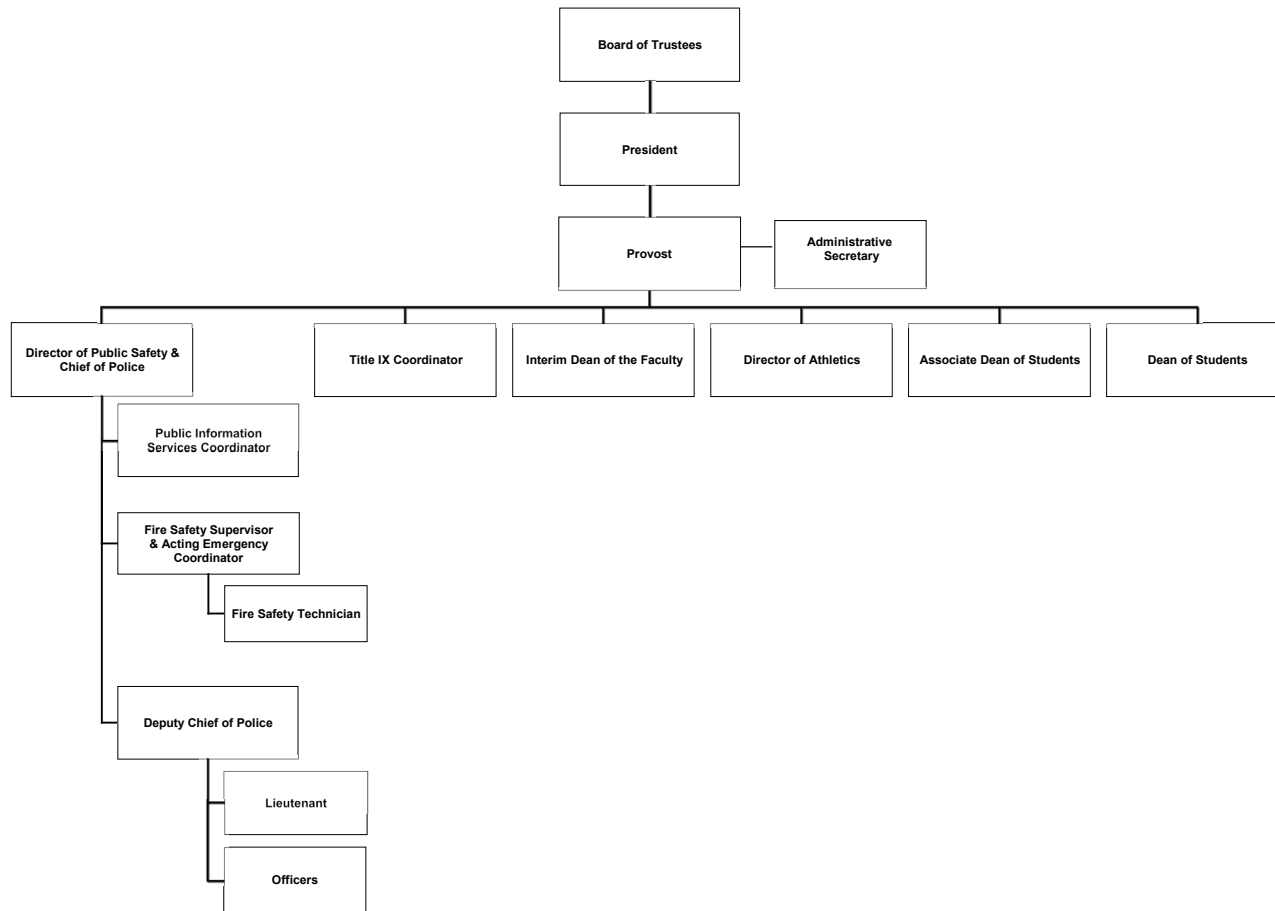 Board of Trustees
President
Provost
Administrative
Secretary
Director of Public Safety &
Chief of Police
Title IX Coordinator
Interim Dean of the Faculty
Director of Athletics
Associate Dean of Students
Dean of Students
Public Information
Services Coordinator
Fire Safety Supervisor
& Acting Emergency
Coordinator
Fire Safety Technician
Deputy Chief of Police
Lieutenant
Officers